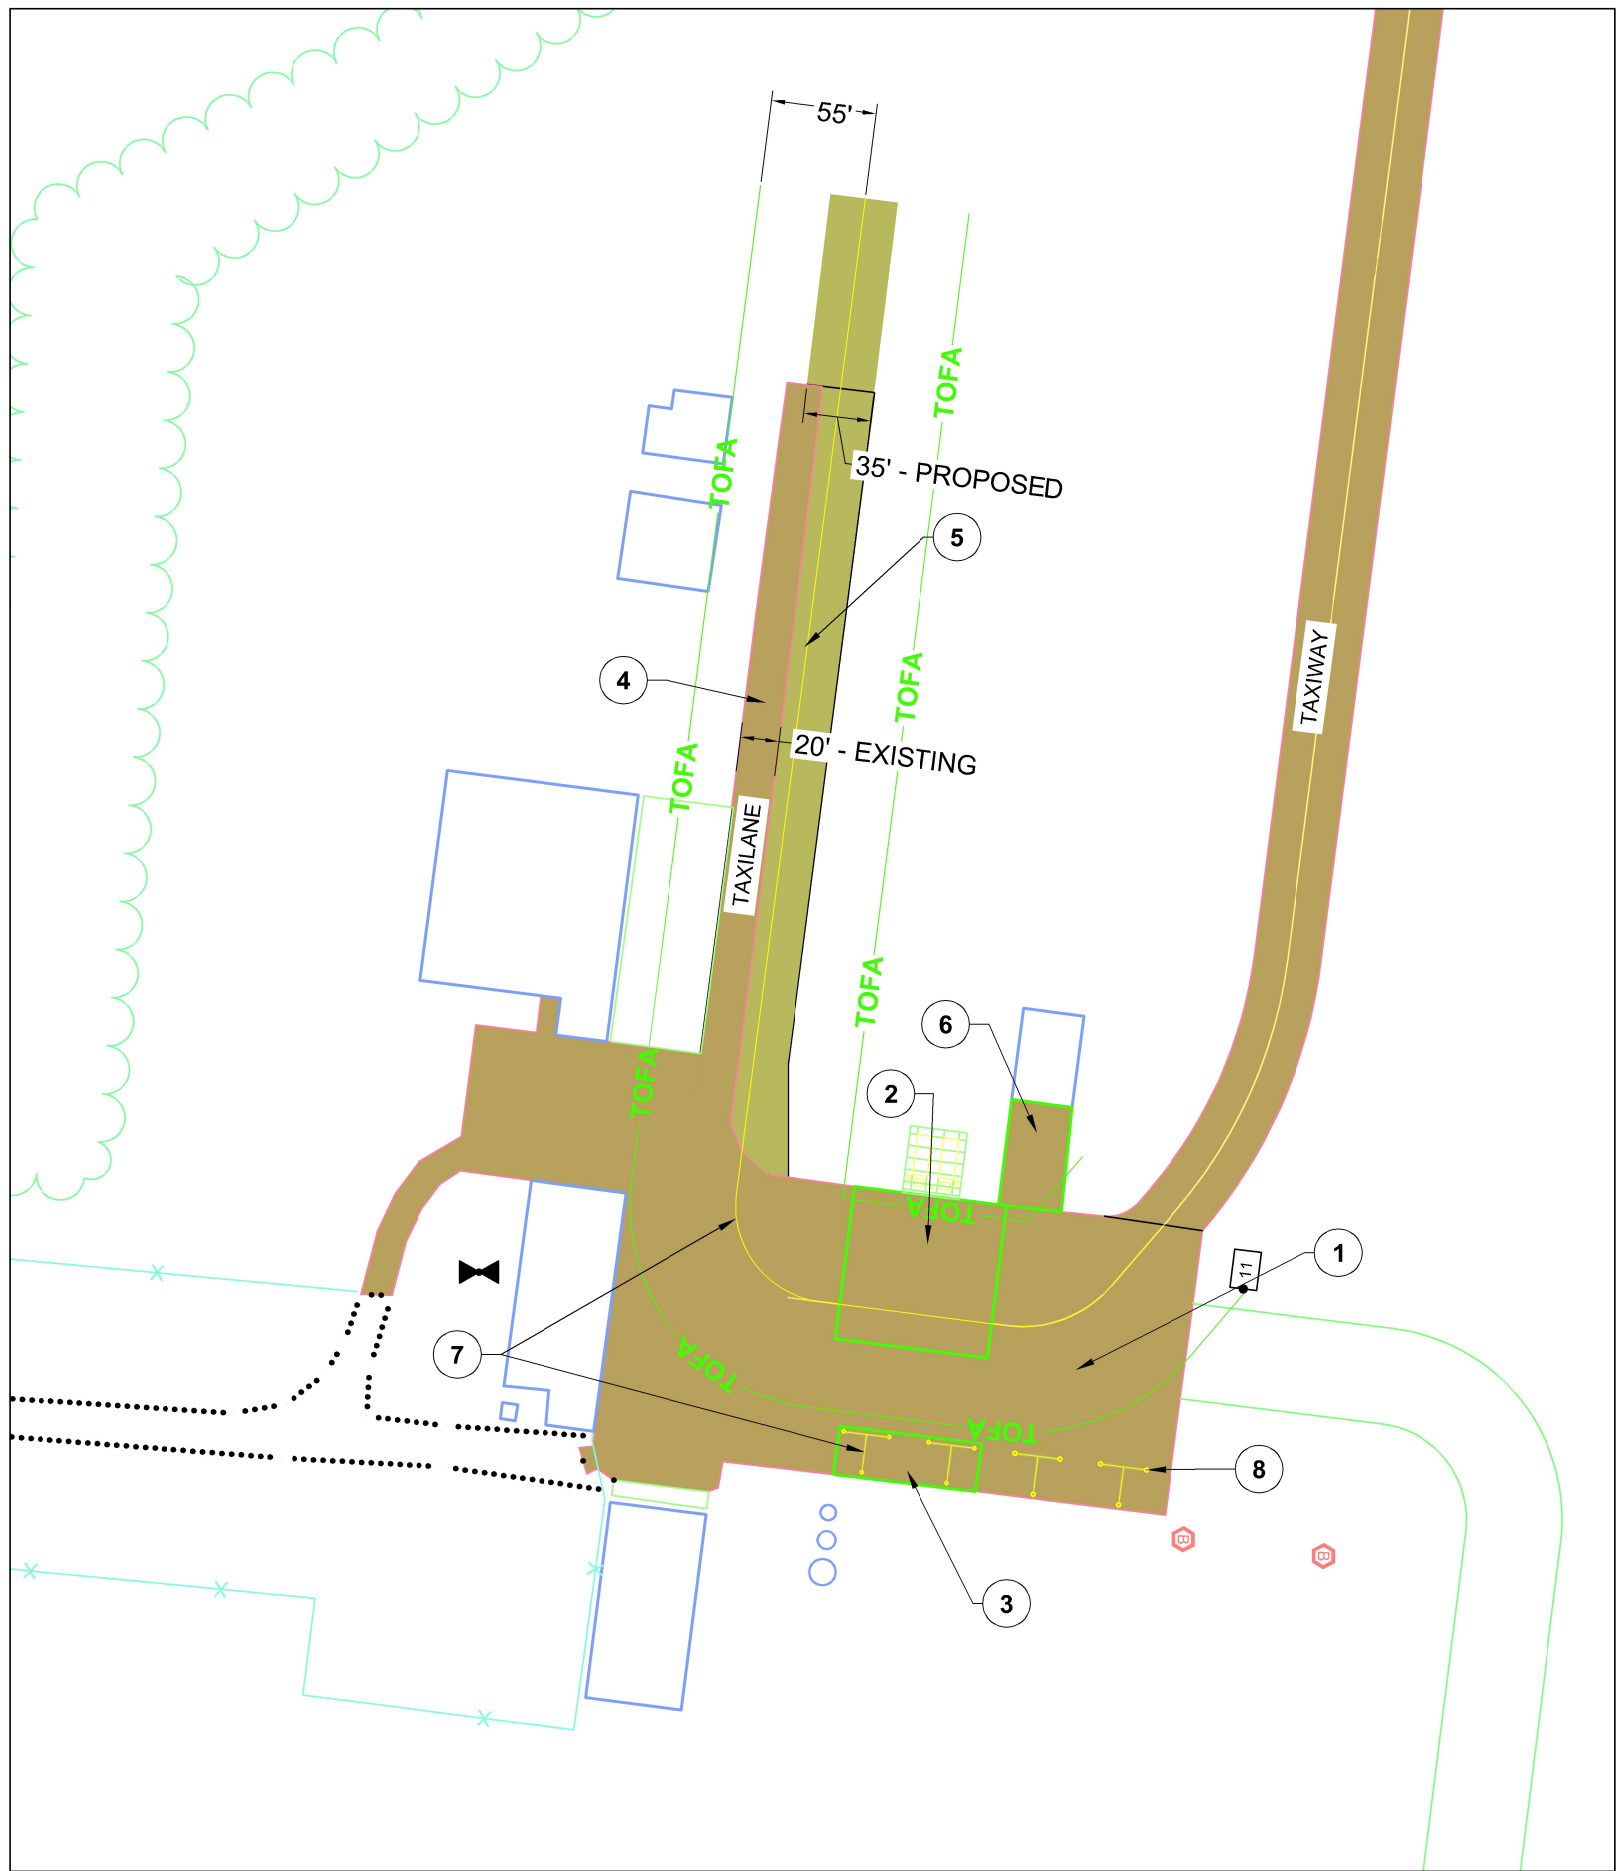 55'
TOFA
TOFA
35' - PROPOSED
5
TAXIWAY
TOFA
4
20' - EXISTING
TOFA
TAXILANE
TOFA
6
TOFA
2
TOFA
1
11
7
TOFA
TOFA
8
B
B
3